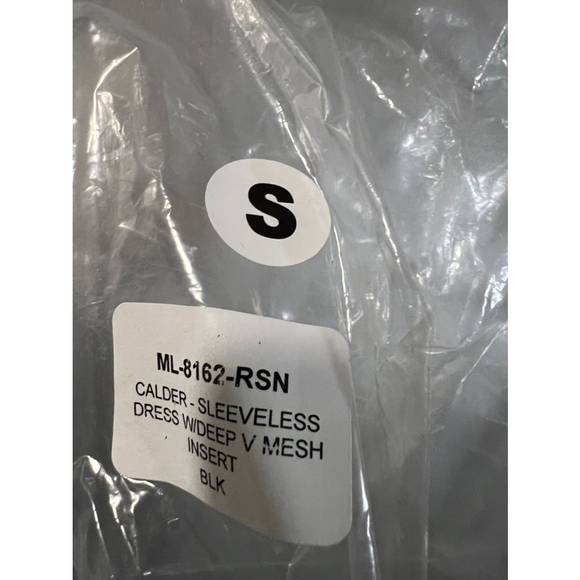 S
ML-8162-RSN
CALDER - SLEEVELESS
DRESS W/DEEP V MESH
INSERT
BLK